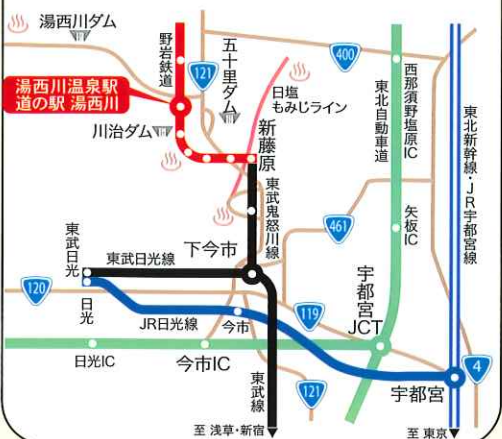 湯西川ダム
野岩鉄道
121
五十里ダム
400
日塩
もみじライン
西那須野塩原IC
東北自動車道
東北新幹線・JR宇都宮線
湯西川温泉駅
道の駅 湯西川
川治ダム
新藤原
東武鬼怒川線
461
矢板IC
下今市
東武日光
東武日光線
宇都宮
JCT
120
日光
JR日光線
今市
119
日光IC
今市IC
4
東武線
121
宇都宮
至 浅草・新宿
至 東京